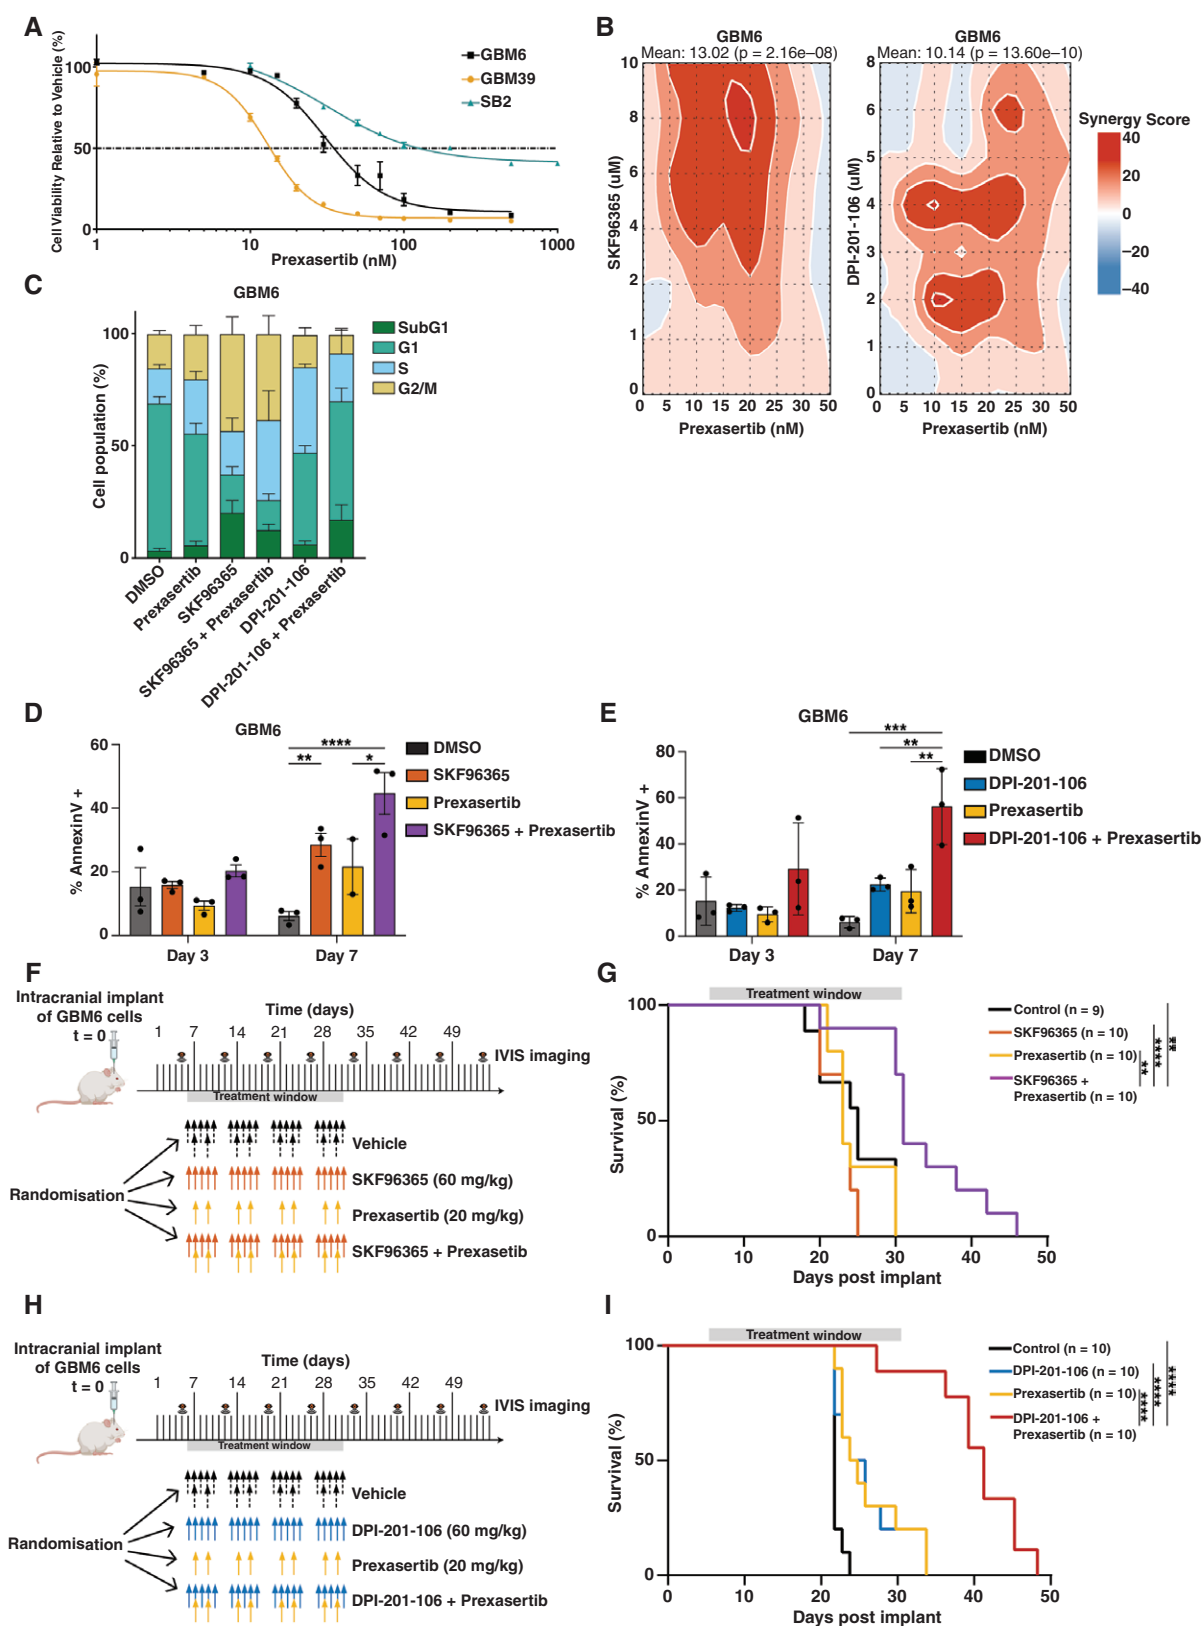 A
Cell Viability Relative to Vehicle (%)
100
50
0
1
10
100
1000
Prexasertib (nM)
GBM6
GBM39
SB2
B
GBM6
Mean: 13.02 (p = 2.16e–08)
SKF96365 (uM)
10
8
6
4
2
1
0
0 5 10 15 20 25 30 50
Prexasertib (nM)
GBM6
Mean: 10.14 (p = 13.60e–10)
DPI-201-106 (uM)
6
5
4
3
2
1
0
0 5 10 15 20 25 30 50
Prexasertib (nM)
Synergy Score
40
20
0
–20
–40
C
GBM6
Cell population (%)
100
50
0
SubG1
G1
S
G2/M
DMSO
Prexasertib
SKF96365
SKF96365 + Prexasertib
DPI-201-106
DPI-201-106 + Prexasertib
D
GBM6
% AnnexinV +
60
40
20
0
**
****
*
Day 3
Day 7
DMSO
SKF96365
Prexasertib
SKF96365 + Prexasertib
E
GBM6
% AnnexinV +
80
60
40
20
0
***
**
**
Day 3
Day 7
DMSO
DPI-201-106
Prexasertib
DPI-201-106 + Prexasertib
F
Intracranial implant
of GBM6 cells
t = 0
Time (days)
1 7 14 21 28 35 42 49
IVIS imaging
Treatment window
Randomisation
Vehicle
SKF96365 (60 mg/kg)
Prexasertib (20 mg/kg)
SKF96365 + Prexasetib
G
Treatment window
Survival (%)
100
50
0
0 10 20 30 40 50
Days post implant
Control (n = 9)
SKF96365 (n = 10)
Prexasertib (n = 10)
SKF96365 +
Prexasertib (n = 10)
**
****
H
Intracranial implant
of GBM6 cells
t = 0
Time (days)
1 7 14 21 28 35 42 49
IVIS imaging
Treatment window
Randomisation
Vehicle
DPI-201-106 (60 mg/kg)
Prexasertib (20 mg/kg)
DPI-201-106 + Prexasertib
I
Treatment window
Survival (%)
100
50
0
0 10 20 30 40 50
Days post implant
Control (n = 10)
DPI-201-106 (n = 10)
Prexasertib (n = 10)
DPI-201-106 +
Prexasertib (n = 10)
****
****
****